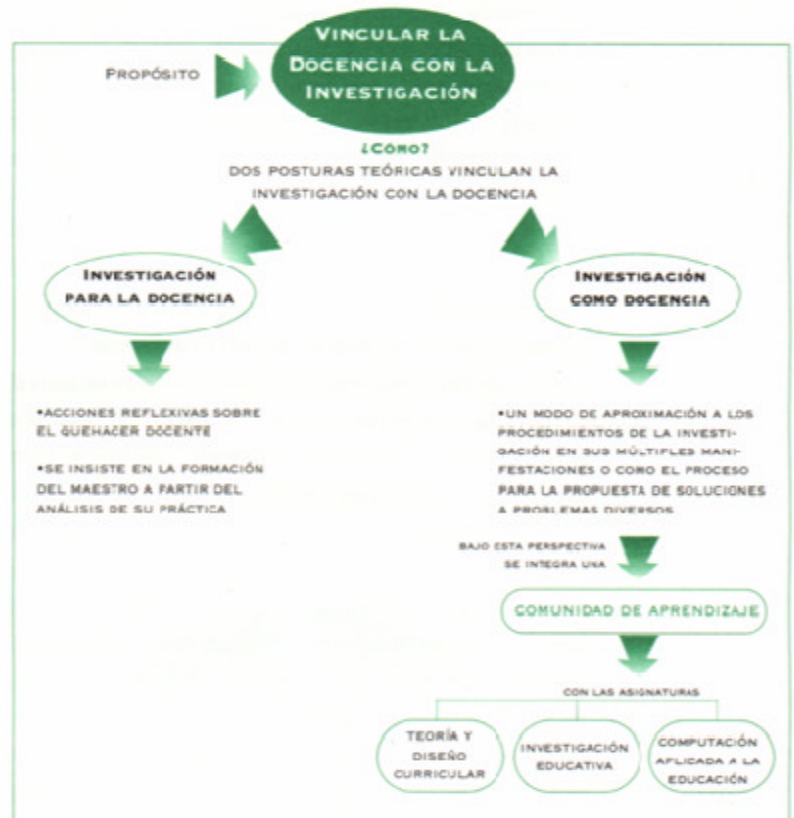 VINCULAR LA
DOCENCIA CON LA
INVESTIGACIÓN
PROPÓSITO
¿CÓMO?
DOS POSTURAS TEÓRICAS VINCULAN LA
INVESTIGACIÓN CON LA DOCENCIA
INVESTIGACIÓN
PARA LA DOCENCIA
•ACCIONES REFLEXIVAS SOBRE
EL QUEHACER DOCENTE
•SE INSISTE EN LA FORMACIÓN
DEL MAESTRO A PARTIR DEL
ANÁLISIS DE SU PRÁCTICA
INVESTIGACIÓN
COMO DOCENCIA
•UN MODO DE APROXIMACIÓN A LOS
PROCEDIMIENTOS DE LA INVESTI-
GACIÓN EN SUS MÚLTIPLES MANI-
FESTACIONES O COMO EL PROCESO
PARA LA PROPUESTA DE SOLUCIONES
A PROBLEMAS DIVERSOS
BAJO ESTA PERSPECTIVA
SE INTEGRA UNA
COMUNIDAD DE APRENDIZAJE
CON LAS ASIGNATURAS
TEORÍA Y
DISEÑO
CURRICULAR
INVESTIGACIÓN
EDUCATIVA
COMPUTACIÓN
APLICADA A LA
EDUCACIÓN